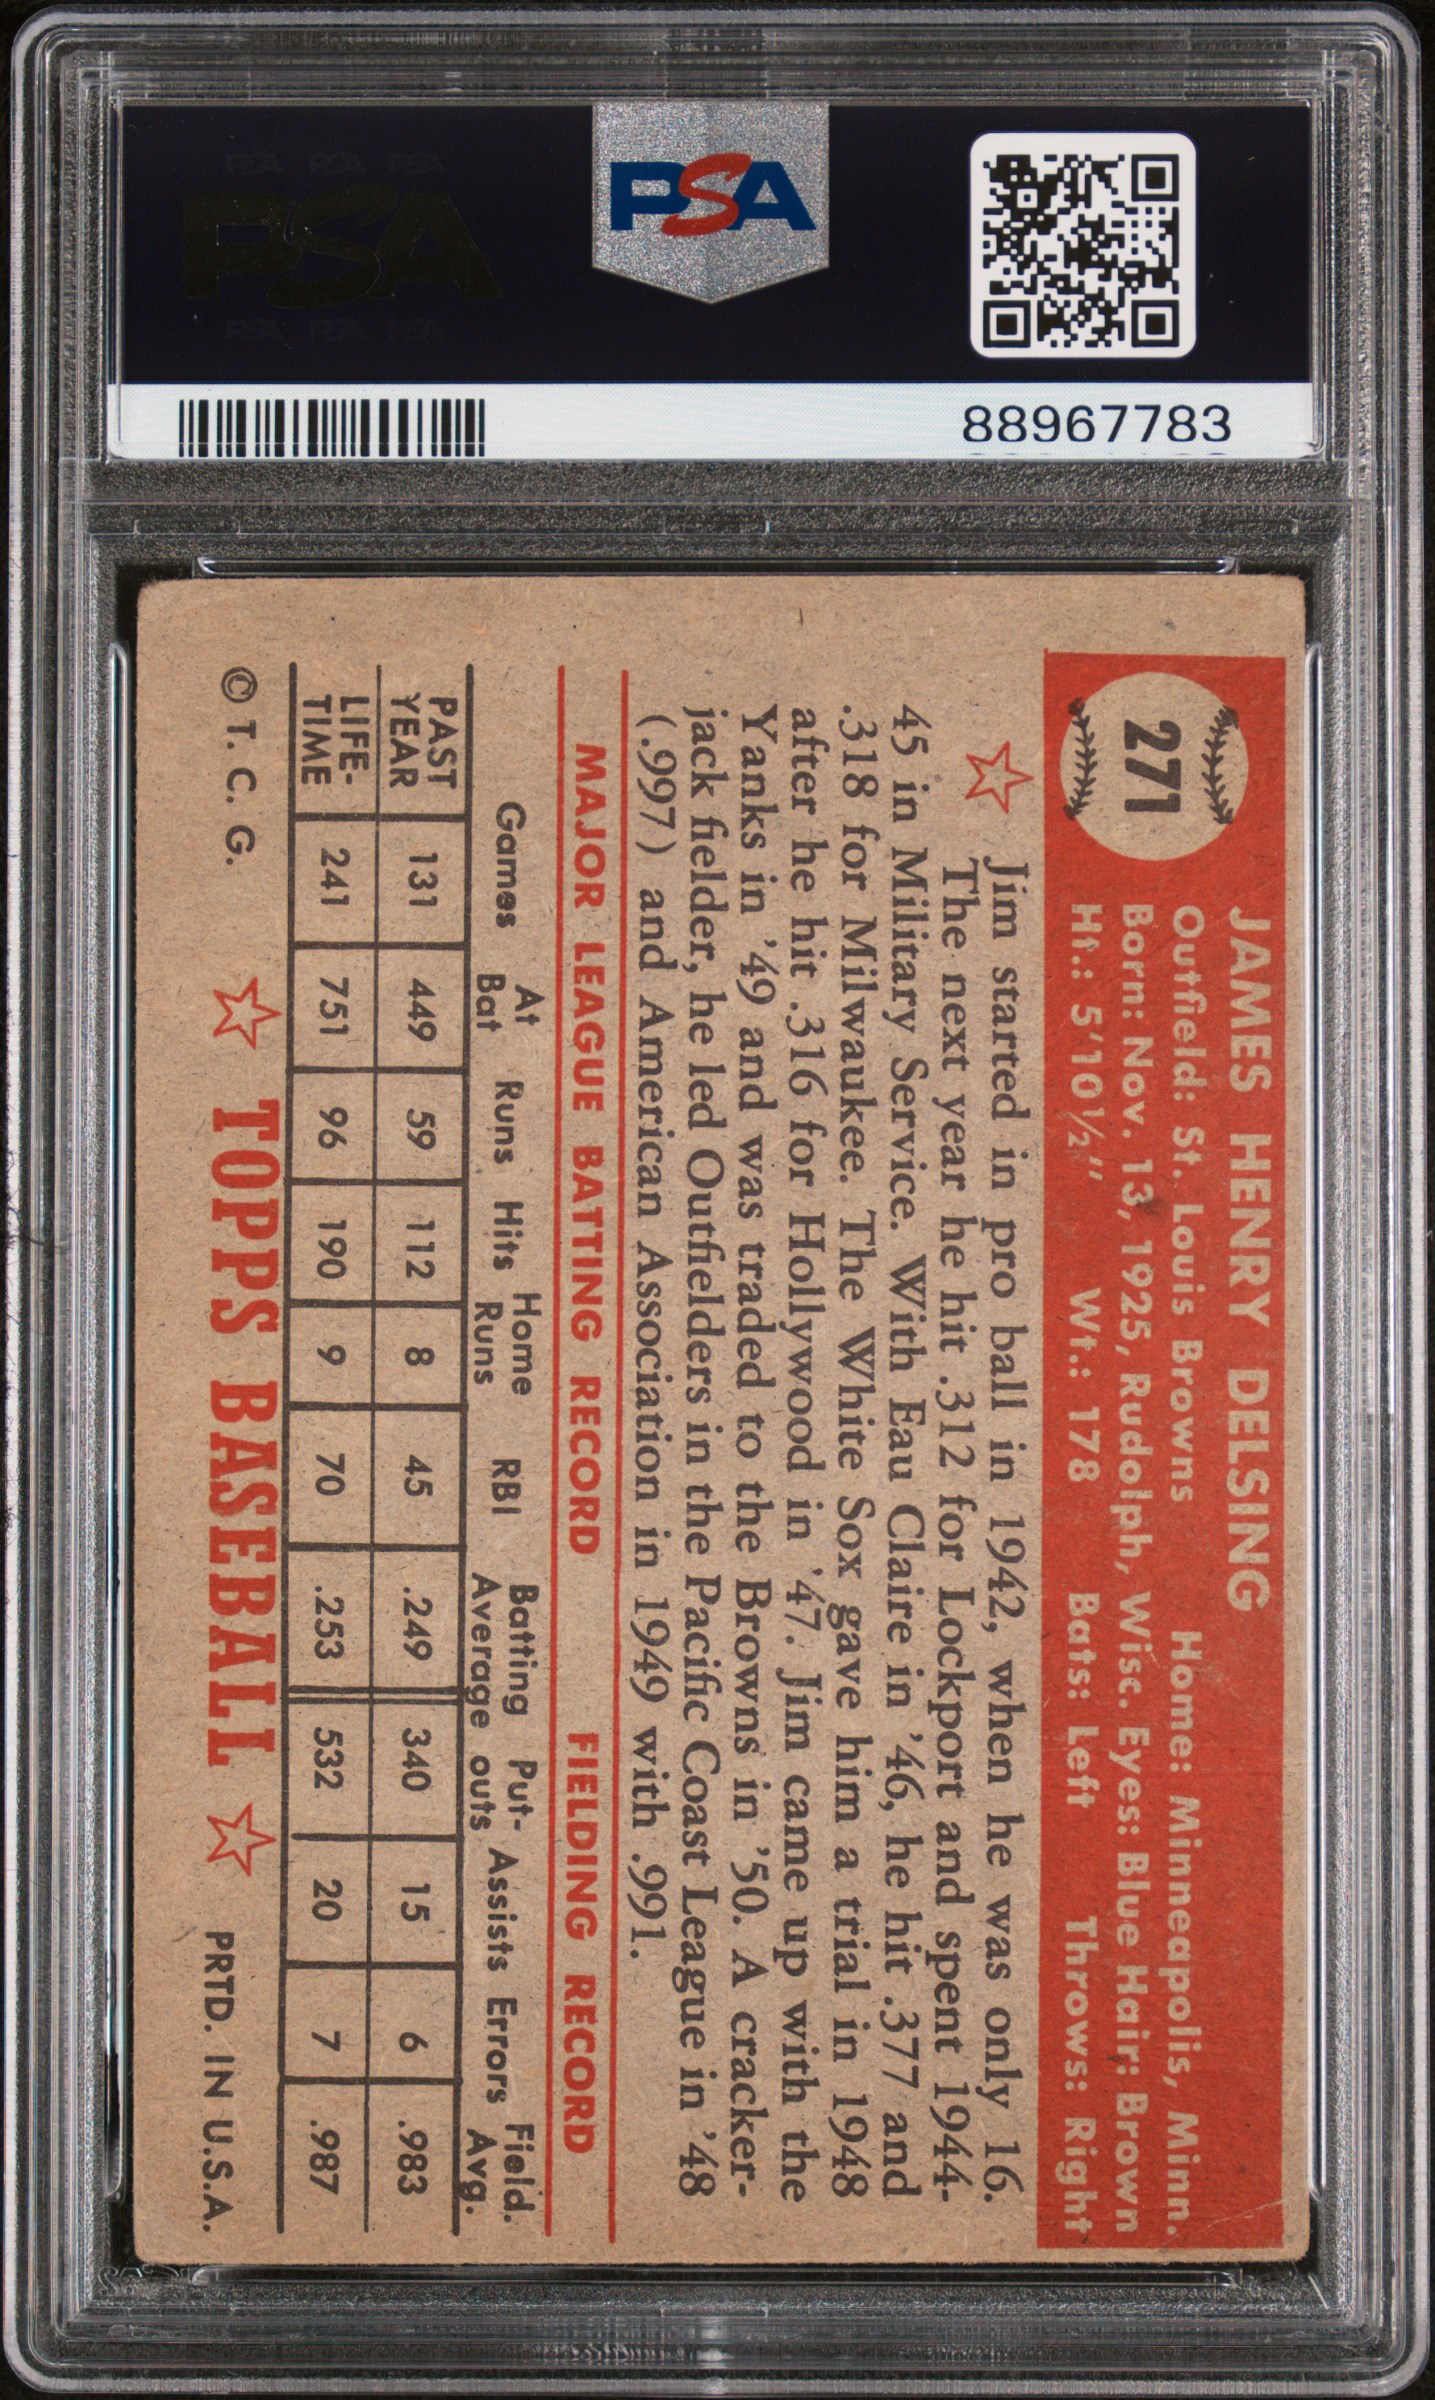 PSA PSA PSA
PSA
PSA PSA PSA
PSA
88967783
271
JAMES HENRY DELSING
Outfield: St. Louis Browns Home: Minneapolis, Minn.
Born: Nov. 13, 1925, Rudolph, Wisc. Eyes: Blue Hair: Brown
Ht.: 5'10½" Wt.: 178 Bats: Left Throws: Right
Jim started in pro ball in 1942, when he was only 16.
The next year he hit .312 for Lockport and spent 1944-
45 in Military Service. With Eau Claire in '46, he hit .377 and
.318 for Milwaukee. The White Sox gave him a trial in 1948
after he hit .316 for Hollywood in '47. Jim came up with the
Yanks in '49 and was traded to the Browns in '50. A cracker-
jack fielder, he led Outfielders in the Pacific Coast League in '48
(.997) and American Association in 1949 with .991.
MAJOR LEAGUE BATTING RECORD FIELDING RECORD
Games At Bat Runs Hits Home Runs RBI Batting Average Put-outs Assists Errors Field. Avg.
PAST YEAR 131 449 59 112 8 45 .249 340 15 6 .983
LIFE-TIME 241 751 96 190 9 70 .253 532 20 7 .987
© T. C. G. TOPPS BASEBALL PRTD. IN U.S.A.